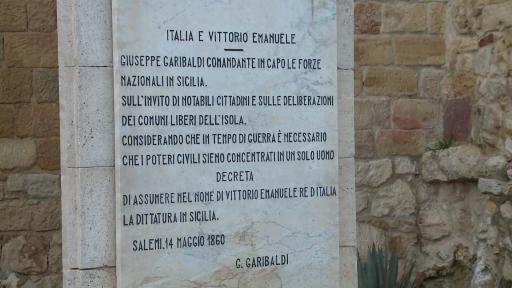 ITALIA E VITTORIO EMANUELE
GIUSEPPE GARIBALDI COMANDANTE IN CAPO LE FORZE
NAZIONALI IN SICILIA.
SULL'INVITO DI NOTABILI CITTADINI E SULLE DELIBERAZIONI
DEI COMUNI LIBERI DELL'ISOLA.
CONSIDERANDO CHE IN TEMPO DI GUERRA È NECESSARIO
CHE I POTERI CIVILI SIENO CONCENTRATI IN UN SOLO UOMO
DECRETA
DI ASSUMERE NEL NOME DI VITTORIO EMANUELE RE D'ITALIA
LA DITTATURA IN SICILIA.
SALEMI. 14 MAGGIO 1860
G. GARIBALDI